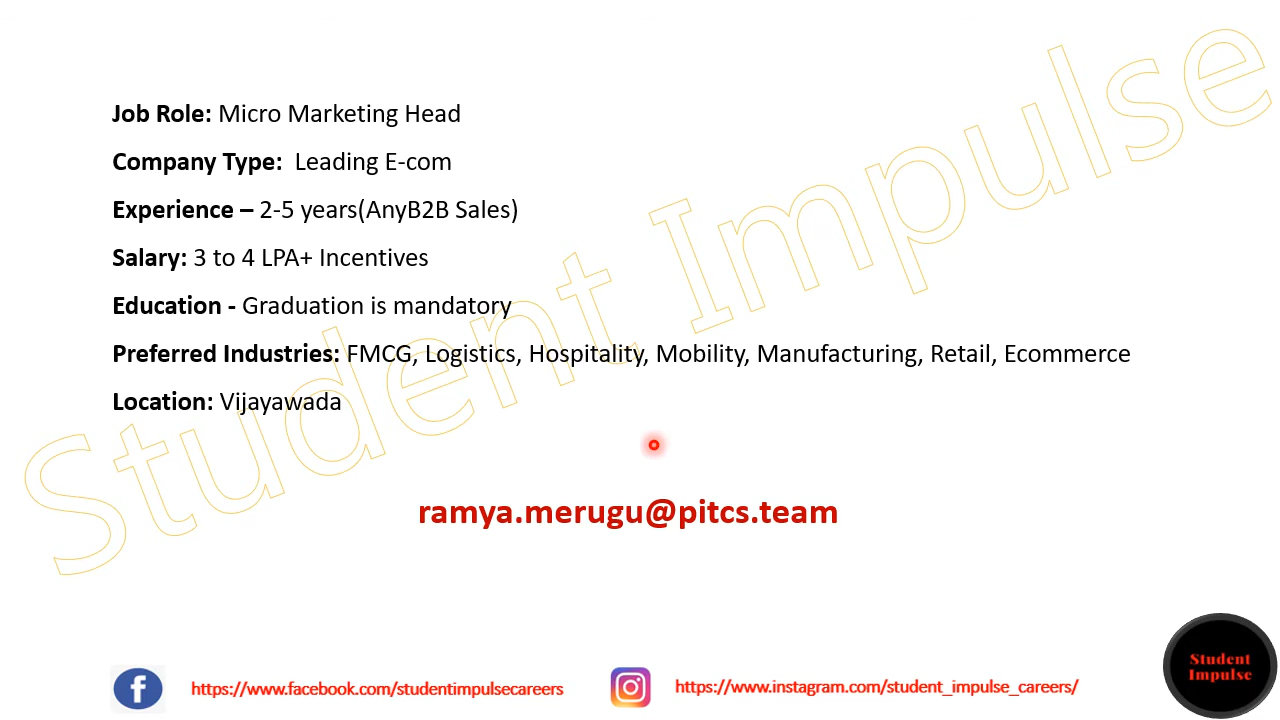 Job Role: Micro Marketing Head
Company Type: Leading E-com
Experience – 2-5 years(AnyB2B Sales)
Salary: 3 to 4 LPA+ Incentives
Education - Graduation is mandatory
Preferred Industries: FMCG, Logistics, Hospitality, Mobility, Manufacturing, Retail, Ecommerce
Location: Vijayawada
Student Impulse
ramya.merugu@pitcs.team
https://www.facebook.com/studentimpulsecareers
https://www.instagram.com/student_impulse_careers/
Student
Impulse